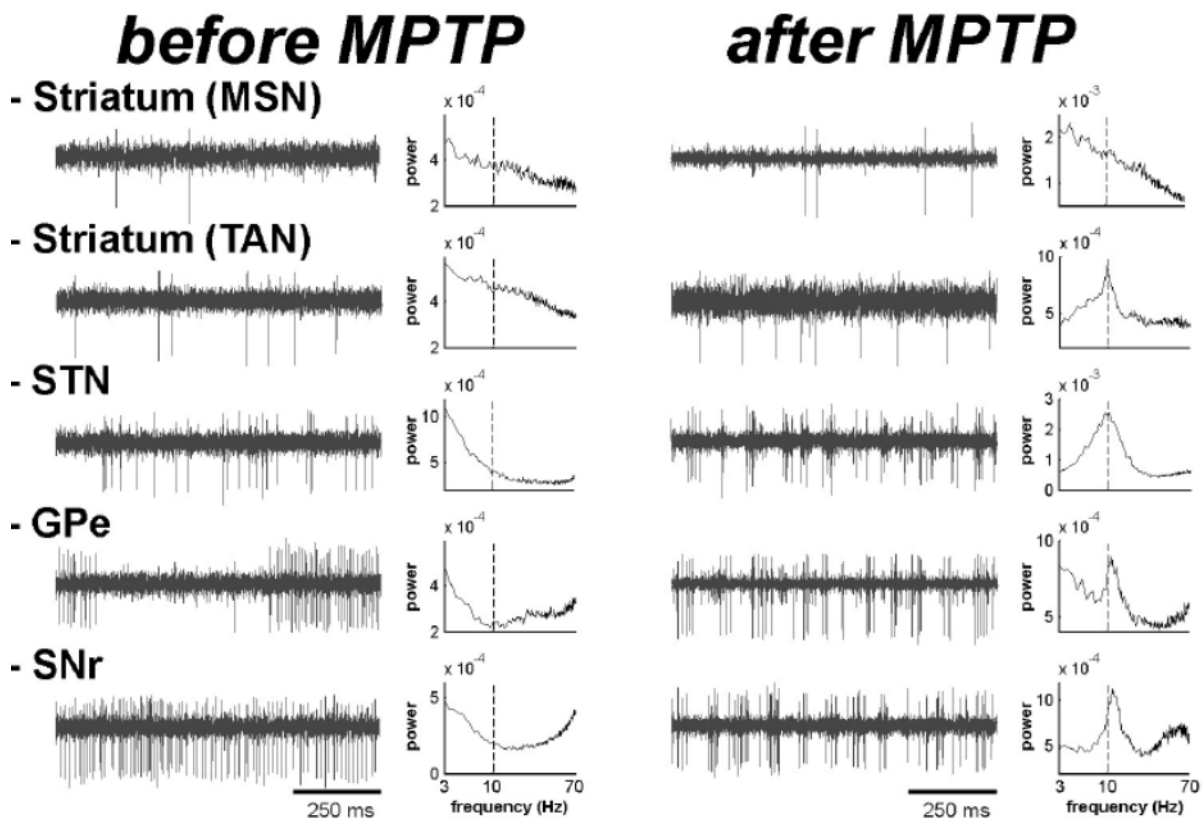 before MPTP
after MPTP
- Striatum (MSN)
x 10-4
power
4
2
x 10-3
power
2
1
- Striatum (TAN)
x 10-4
power
4
2
x 10-4
power
10
5
- STN
x 10-4
power
10
5
x 10-3
power
3
2
1
0
- GPe
x 10-4
power
4
2
x 10-4
power
10
5
- SNr
x 10-4
power
5
0
3 10 70
frequency (Hz)
250 ms
x 10-4
power
10
5
3 10 70
frequency (Hz)
250 ms